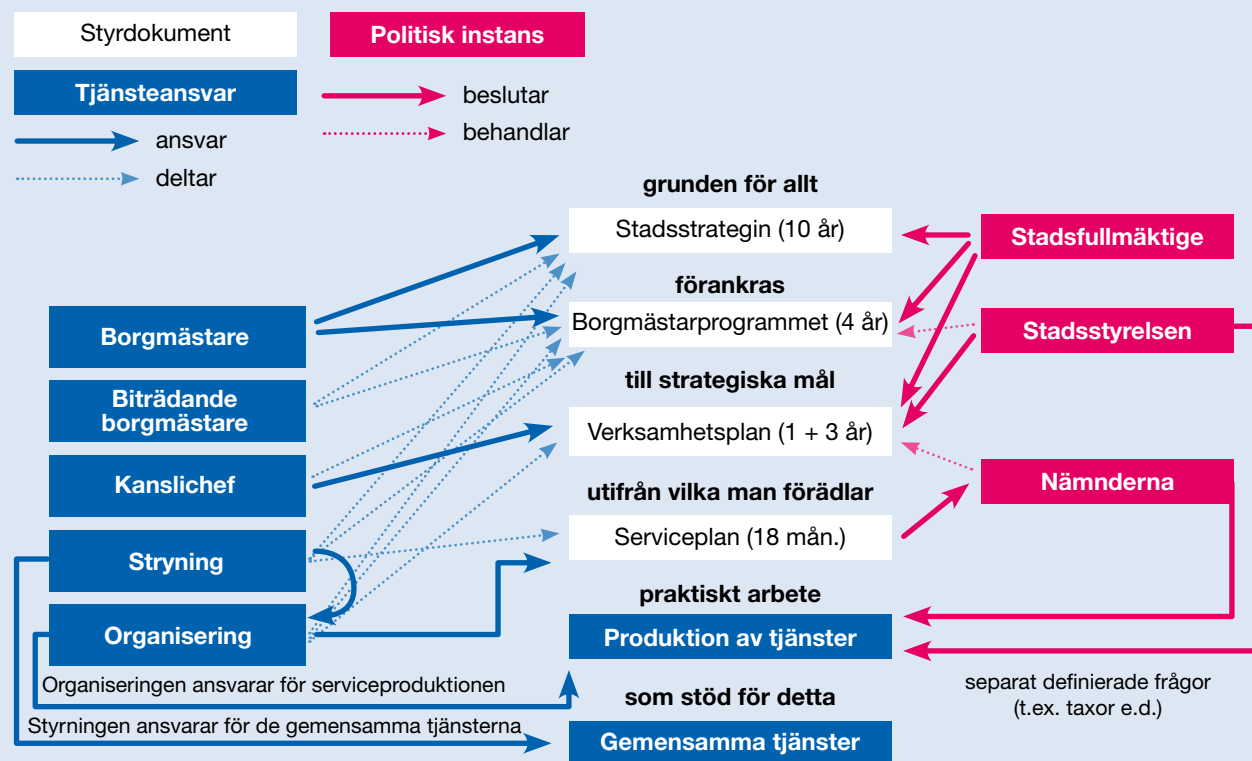 Styrdokument
Politisk instans
Tjänsteansvar
beslutar
ansvar
behandlar
deltar
grunden för allt
Stadsstrategin (10 år)
Stadsfullmäktige
förankras
Borgmästare
Borgmästarprogrammet (4 år)
Stadsstyrelsen
till strategiska mål
Biträdande
borgmästare
Verksamhetsplan (1 + 3 år)
Kanslichef
utifrån vilka man förädlar
Nämnderna
Stryning
Serviceplan (18 mån.)
praktiskt arbete
Organisering
Produktion av tjänster
Organiseringen ansvarar för serviceproduktionen
som stöd för detta
separat definierade frågor
(t.ex. taxor e.d.)
Styrningen ansvarar för de gemensamma tjänsterna
Gemensamma tjänster